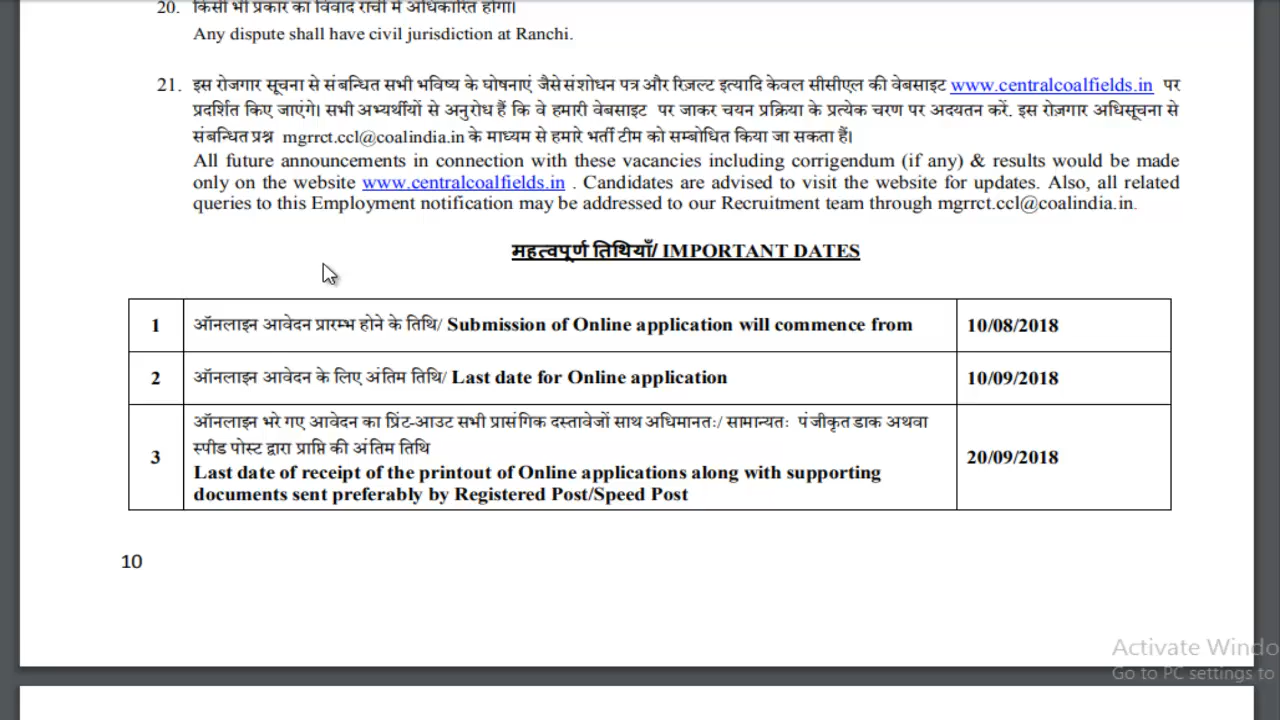 20. किसी भी प्रकार का विवाद राँची में अधिकारित होगा।
Any dispute shall have civil jurisdiction at Ranchi.
21. इस रोजगार सूचना से संबन्धित सभी भविष्य के घोषनाएं जैसे संशोधन पत्र और रिज़ल्ट इत्यादि केवल सीसीएल की वेबसाइट www.centralcoalfields.in पर
प्रदर्शित किए जाएंगे। सभी अभ्यर्थीयों से अनुरोध हैं कि वे हमारी वेबसाइट पर जाकर चयन प्रक्रिया के प्रत्येक चरण पर अदयतन करें. इस रोज़गार अधिसूचना से
संबन्धित प्रश्न mgrrct.ccl@coalindia.in के माध्यम से हमारे भर्ती टीम को सम्बोधित किया जा सकता हैं।
All future announcements in connection with these vacancies including corrigendum (if any) & results would be made
only on the website www.centralcoalfields.in . Candidates are advised to visit the website for updates. Also, all related
queries to this Employment notification may be addressed to our Recruitment team through mgrrct.ccl@coalindia.in.
महत्वपूर्ण तिथियाँ/ IMPORTANT DATES
1 ऑनलाइन आवेदन प्रारम्भ होने के तिथि/ Submission of Online application will commence from 10/08/2018
2 ऑनलाइन आवेदन के लिए अंतिम तिथि/ Last date for Online application 10/09/2018
ऑनलाइन भरे गए आवेदन का प्रिंट-आउट सभी प्रासंगिक दस्तावेजों साथ अधिमानतः/ सामान्यतः पंजीकृत डाक अथवा
स्पीड पोस्ट द्वारा प्राप्ति की अंतिम तिथि
3 Last date of receipt of the printout of Online applications along with supporting 20/09/2018
documents sent preferably by Registered Post/Speed Post
10
Activate Windo
Go to PC settings to